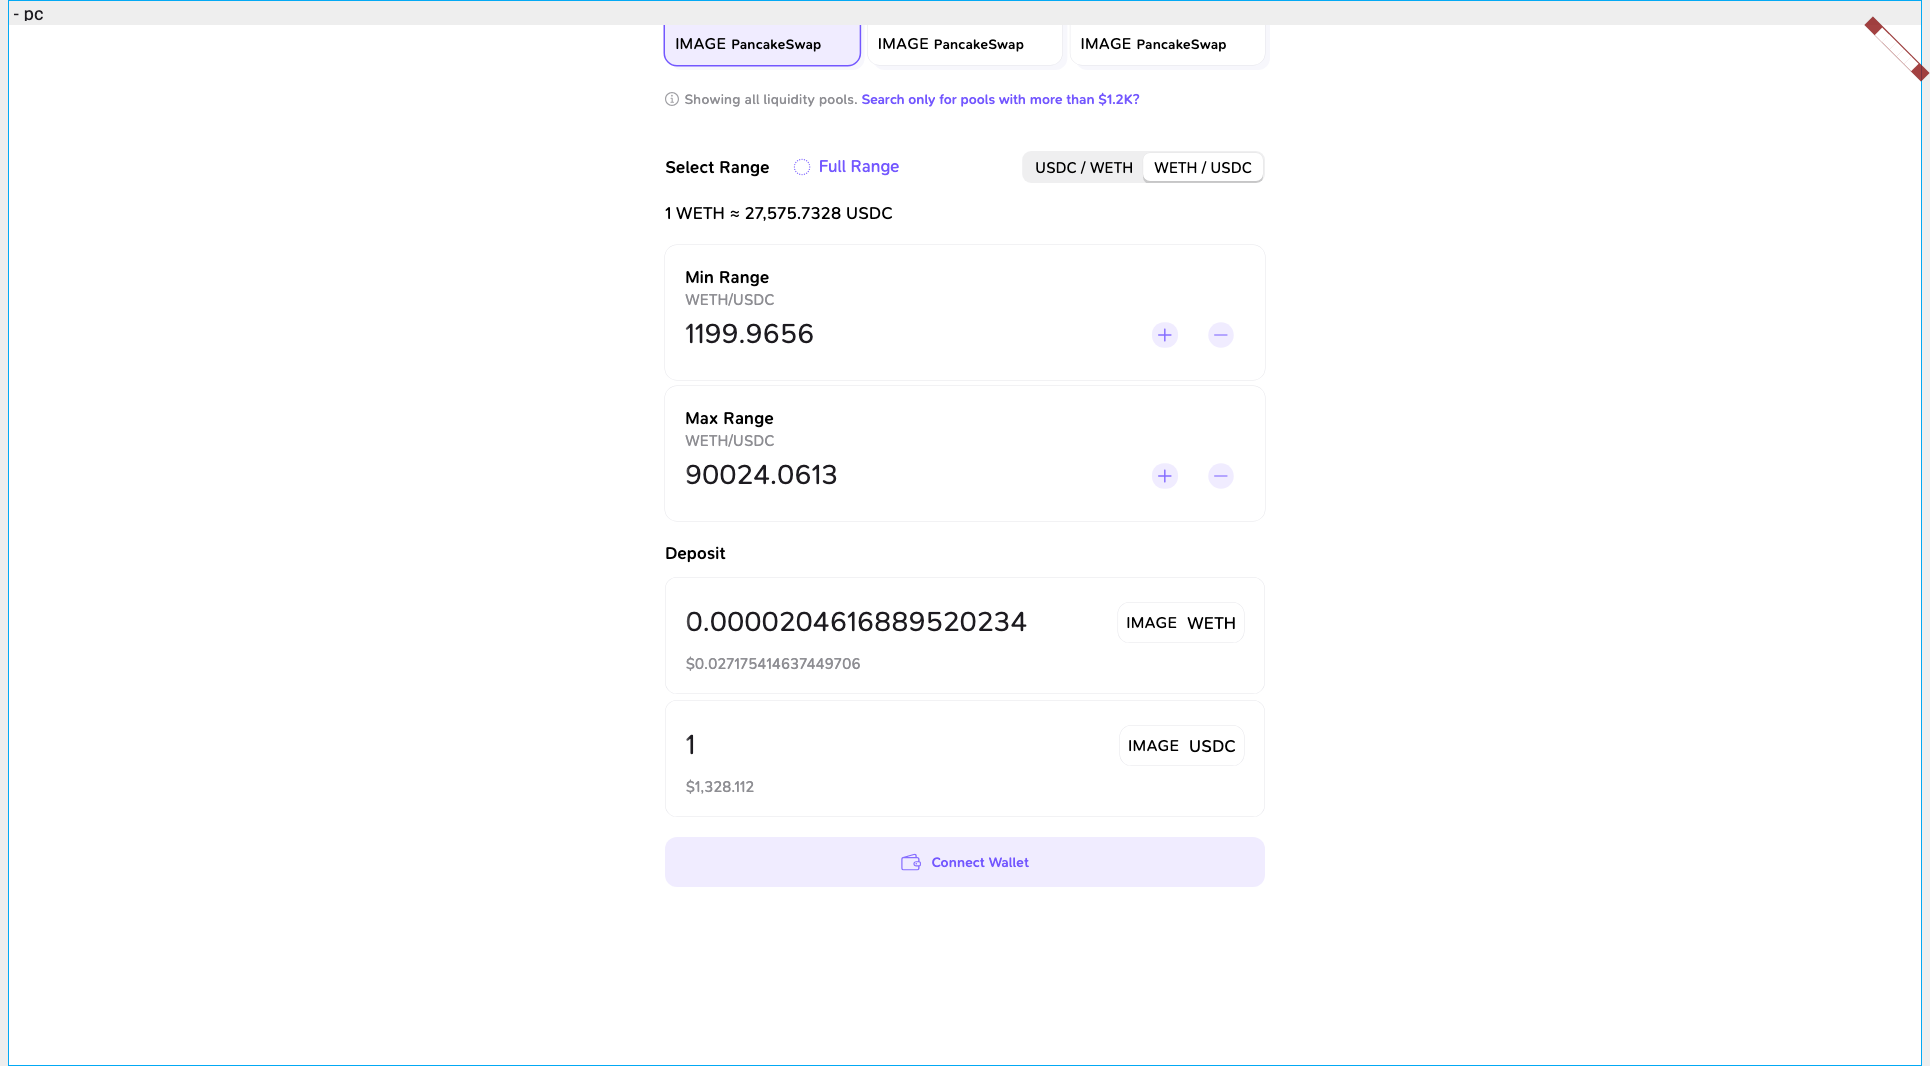 - pc
IMAGE PancakeSwap IMAGE PancakeSwap IMAGE PancakeSwap
Showing all liquidity pools. Search only for pools with more than $1.2K?
Select Range Full Range USDC / WETH WETH / USDC
1 WETH ≈ 27,575.7328 USDC
Min Range
WETH/USDC
1199.9656
Max Range
WETH/USDC
90024.0613
Deposit
0.0000204616889520234 IMAGE WETH
$0.027175414637449706
1 IMAGE USDC
$1,328.112
Connect Wallet